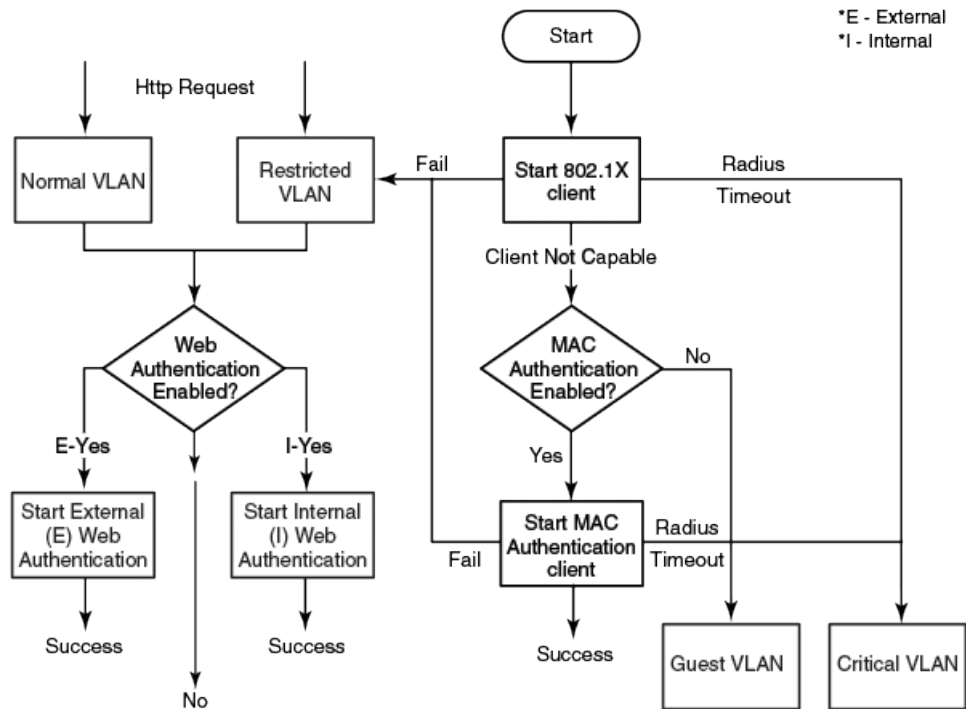 *E - External
*I - Internal
Start
Http Request
Normal VLAN
Restricted
VLAN
Fail
Start 802.1X
client
Radius
Timeout
Client Not Capable
Web
Authentication
Enabled?
MAC
Authentication
Enabled?
No
E-Yes
I-Yes
Yes
Start External
(E) Web
Authentication
Start Internal
(I) Web
Authentication
Fail
Start MAC
Authentication
client
Radius
Timeout
Success
Success
Success
Guest VLAN
Critical VLAN
No